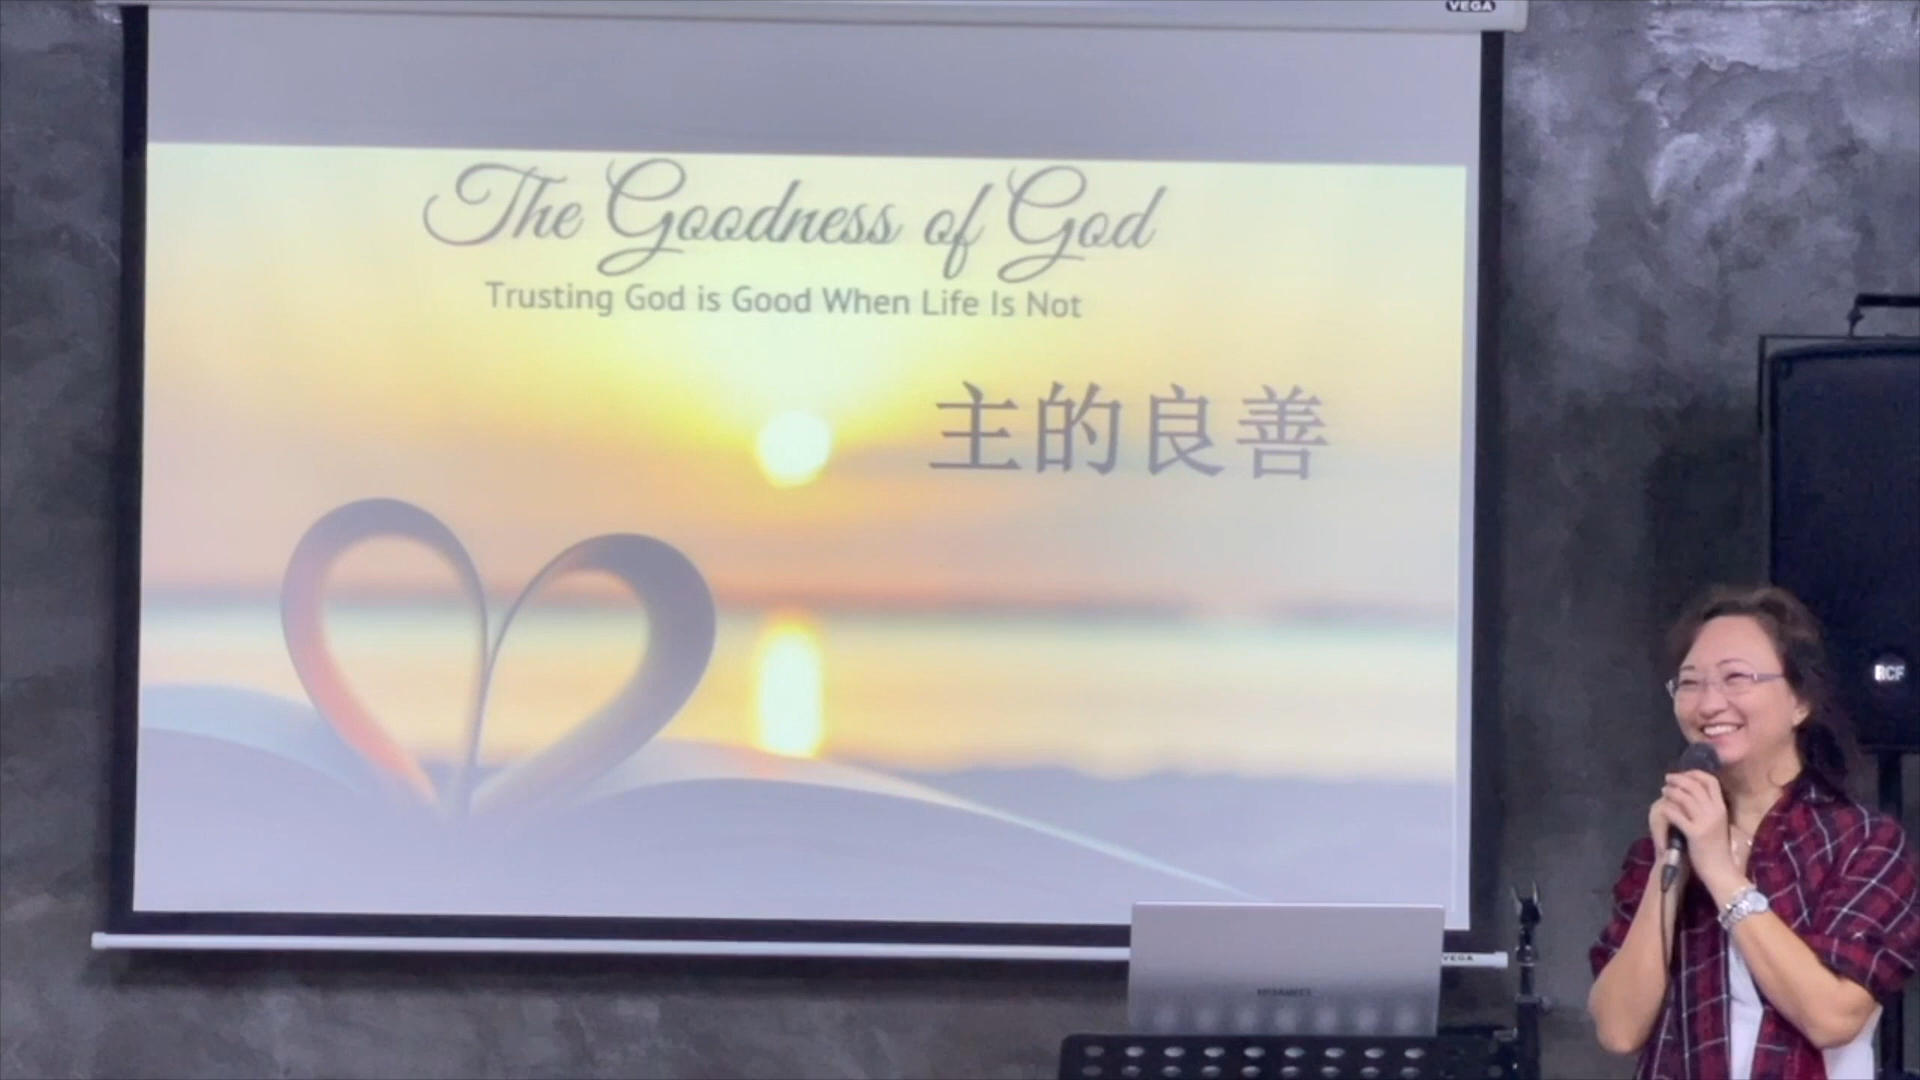 VEGA
The Goodness of God
Trusting God is Good When Life Is Not
主的良善
RCF
VEGA
HUAWEI